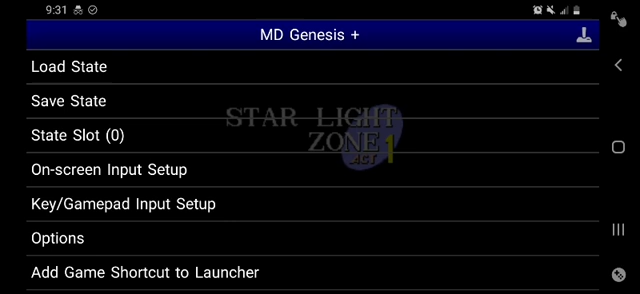 9:31
MD Genesis +
Load State
Save State
STAR LIGHT
State Slot (0)
ZONE
ACT 1
On-screen Input Setup
Key/Gamepad Input Setup
Options
Add Game Shortcut to Launcher